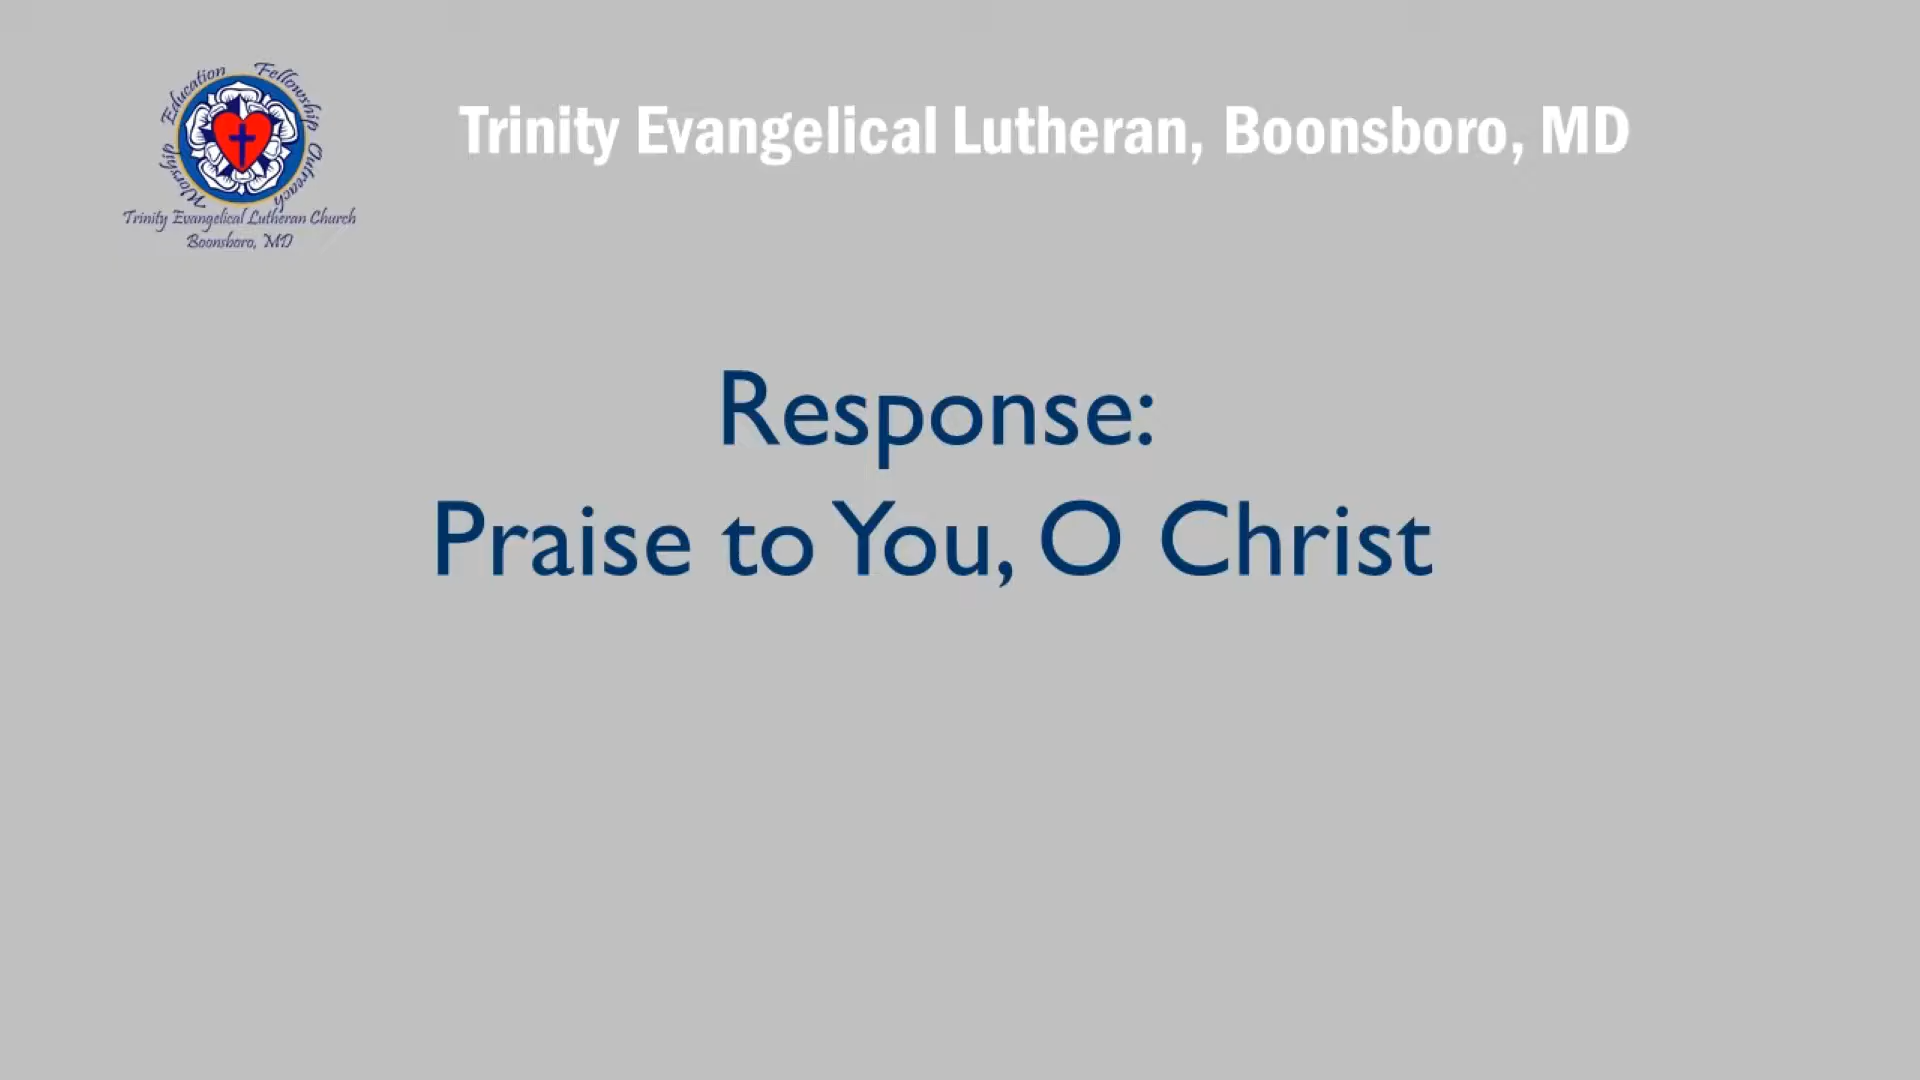 Education Fellowship
Worship Outreach
Trinity Evangelical Lutheran Church
Boonsboro, MD
Trinity Evangelical Lutheran, Boonsboro, MD
Response:
Praise to You, O Christ